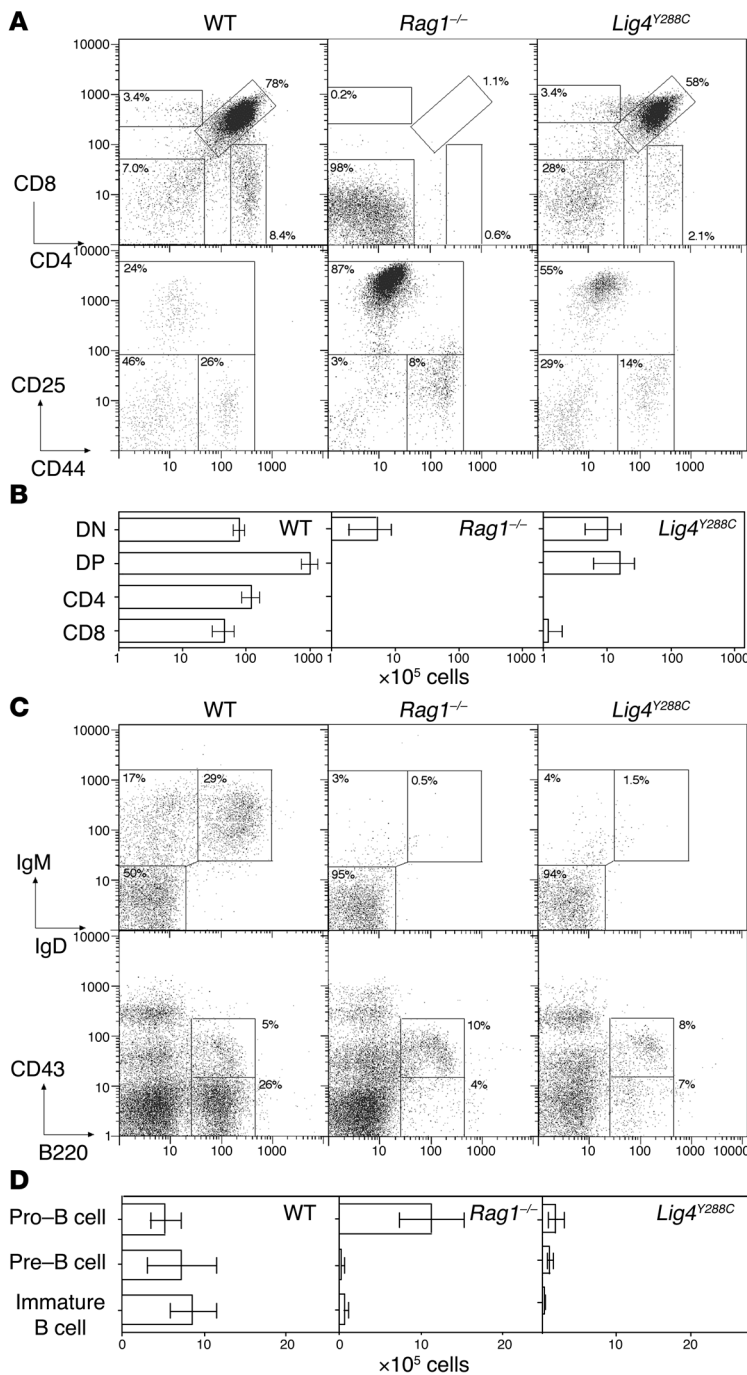 A
WT Rag1–/– Lig4Y288C
10000
1000
100
10
3.4% 78%
7.0% 8.4%
0.2% 1.1%
98% 0.6%
3.4% 58%
28% 2.1%
CD8
CD4
10000
1000
100
10
24%
46% 26%
87%
3% 8%
55%
29% 14%
CD25
CD44
10 100 1000 10 100 1000 10 100 1000
B
DN WT Rag1–/– Lig4Y288C
DP
CD4
CD8
1 10 100 1000 1 10 100 1000 1 10 100 1000
×10^5 cells
C
WT Rag1–/– Lig4Y288C
10000
1000
100
10
17% 29%
50%
3% 0.5%
95%
4% 1.5%
94%
IgM
IgD
10000
1000
100
10
1
5%
26%
10%
4%
8%
7%
CD43
B220
10 100 1000 10 100 1000 10 100 1000 10000
D
Pro–B cell WT Rag1–/– Lig4Y288C
Pre–B cell
Immature
B cell
0 10 20 0 10 20 10 20
×10^5 cells